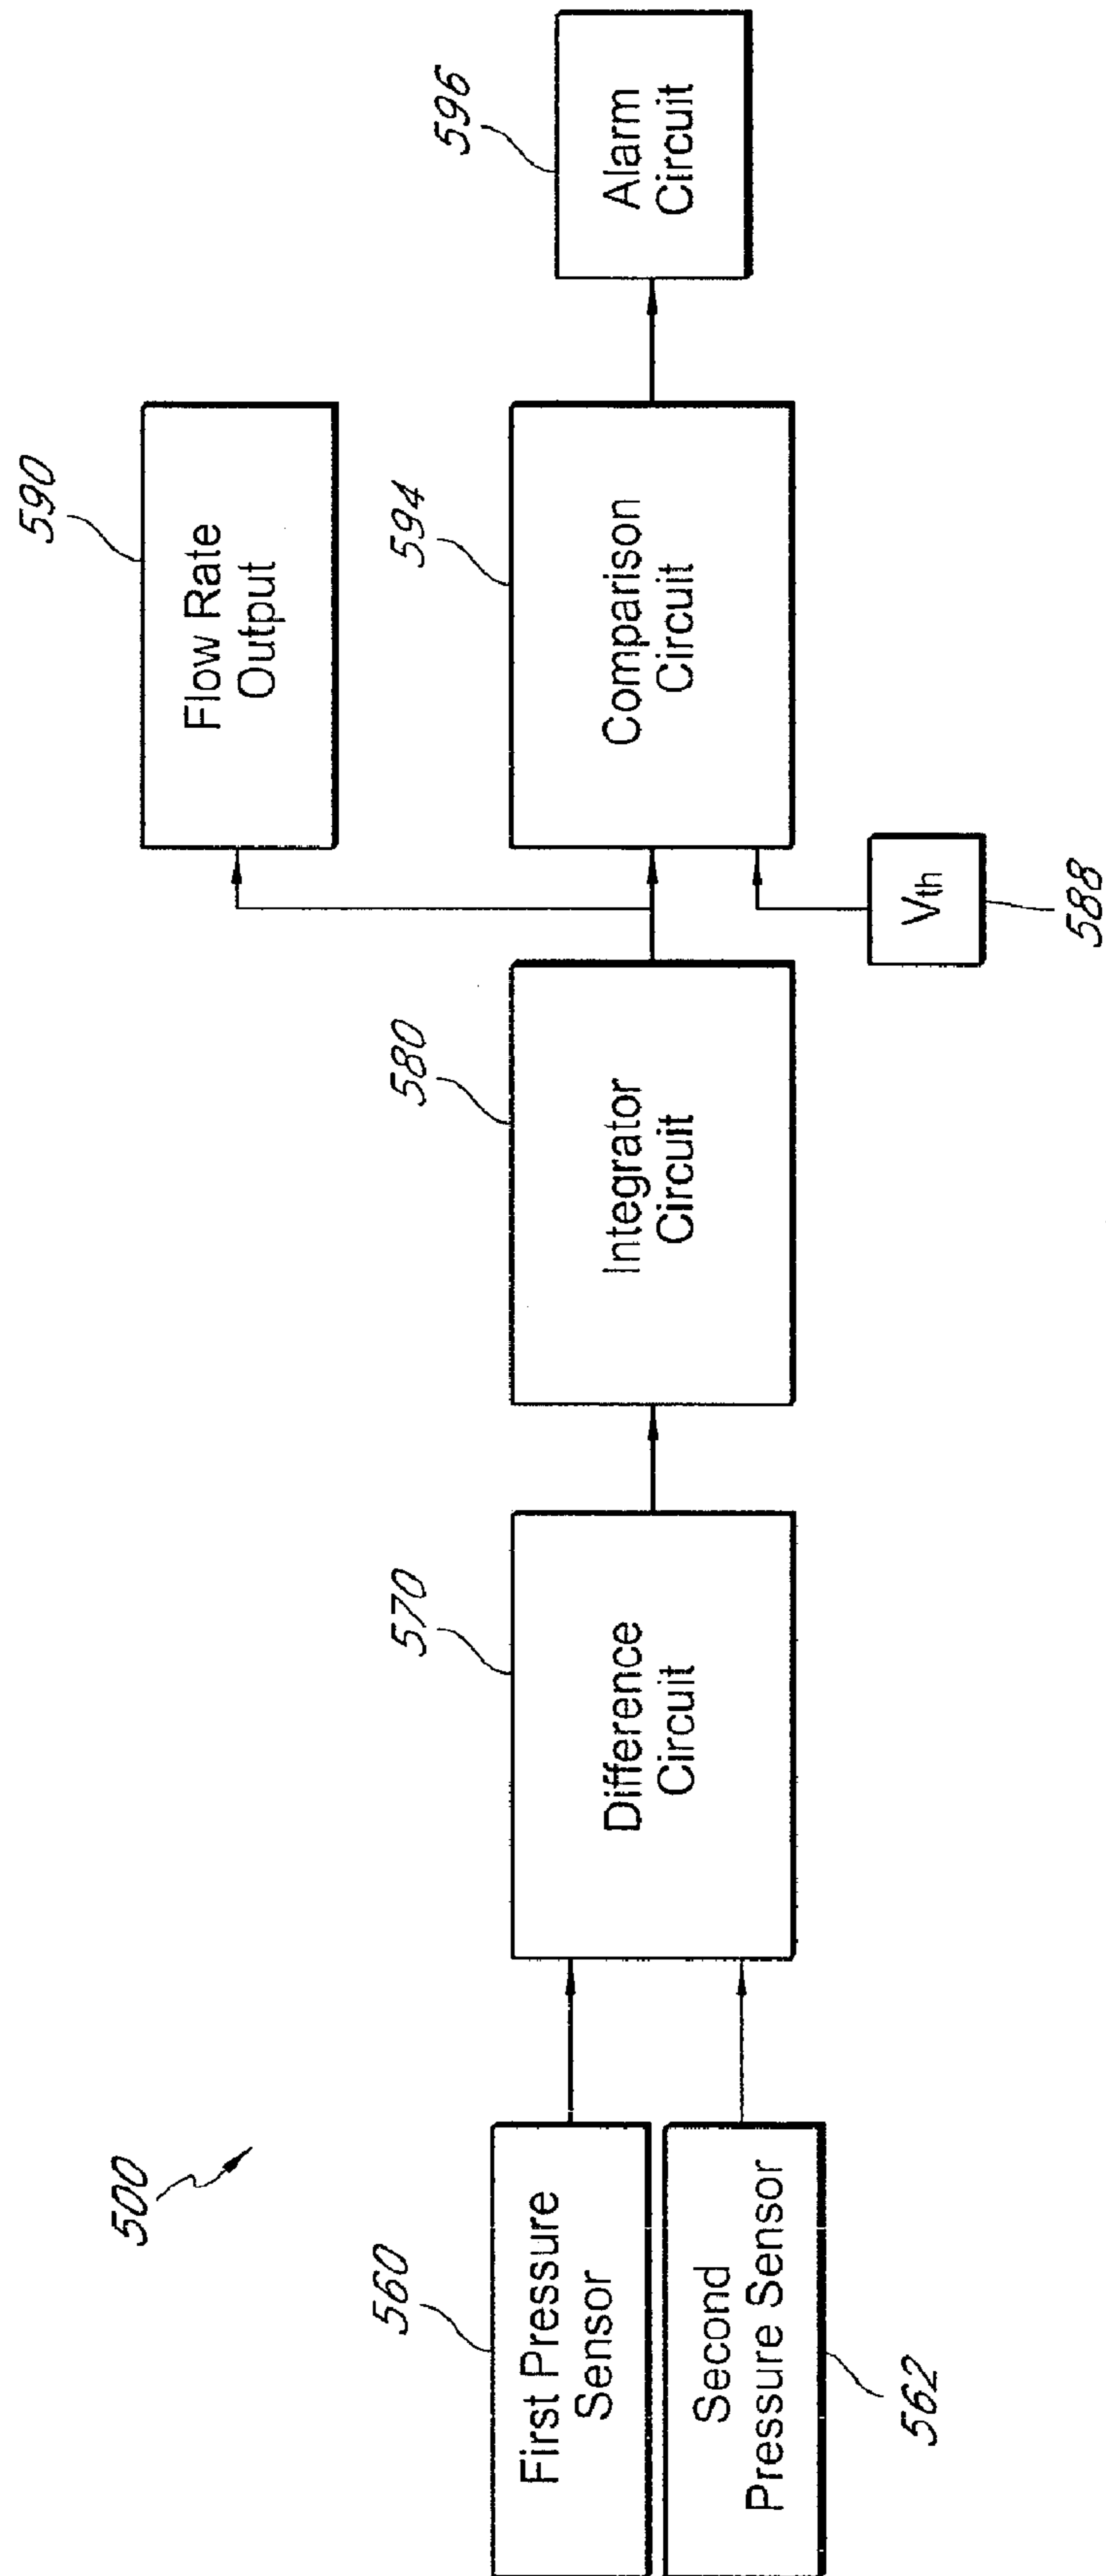 500
560
First Pressure
Sensor
Second
Pressure Sensor
562
570
Difference
Circuit
580
Integrator
Circuit
590
Flow Rate
Output
594
Comparison
Circuit
Vth
588
596
Alarm
Circuit